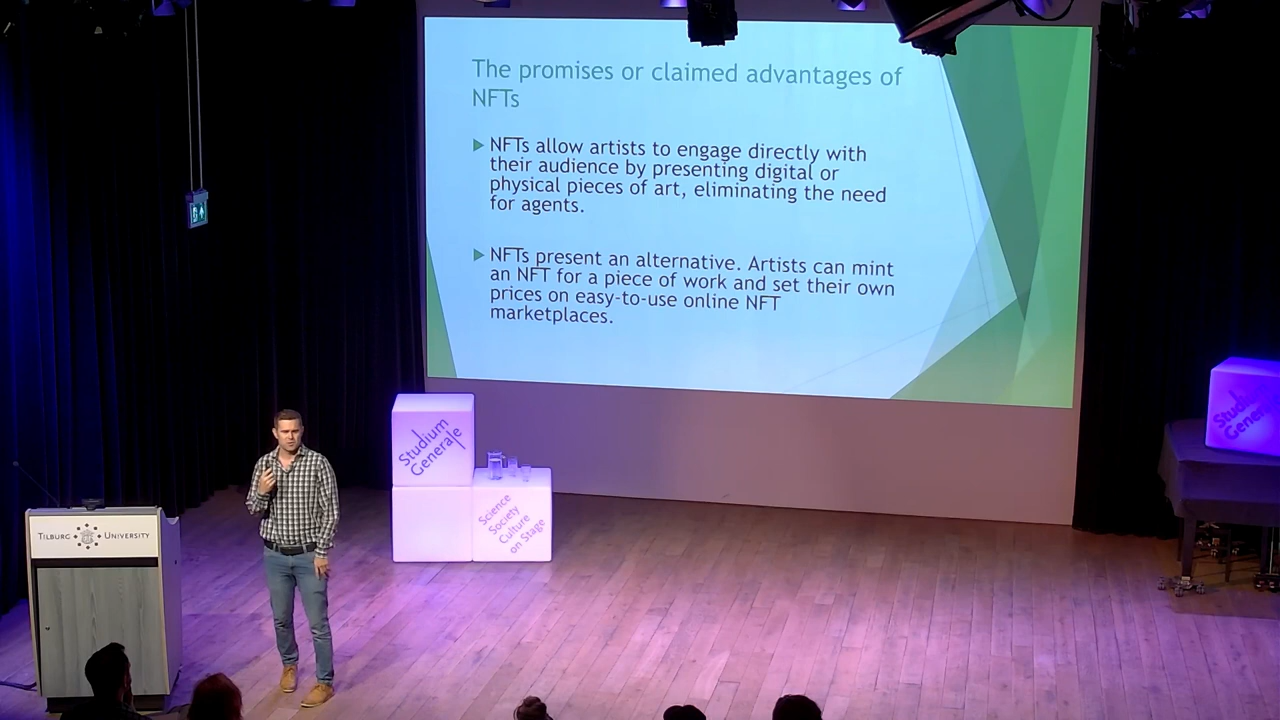 The promises or claimed advantages of
NFTs
NFTs allow artists to engage directly with
their audience by presenting digital or
physical pieces of art, eliminating the need
for agents.
NFTs present an alternative. Artists can mint
an NFT for a piece of work and set their own
prices on easy-to-use online NFT
marketplaces.
Studium
Generale
Science
Society
Culture
on Stage
TILBURG UNIVERSITY
Studium
Generale